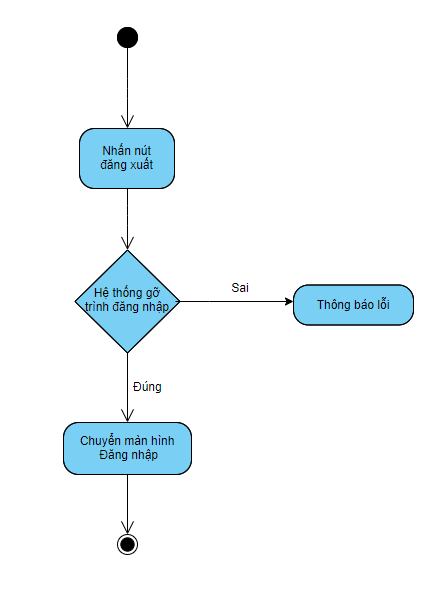 Nhấn nút
đăng xuất
Hệ thống gỡ
trình đăng nhập
Sai
Thông báo lỗi
Đúng
Chuyển màn hình
Đăng nhập